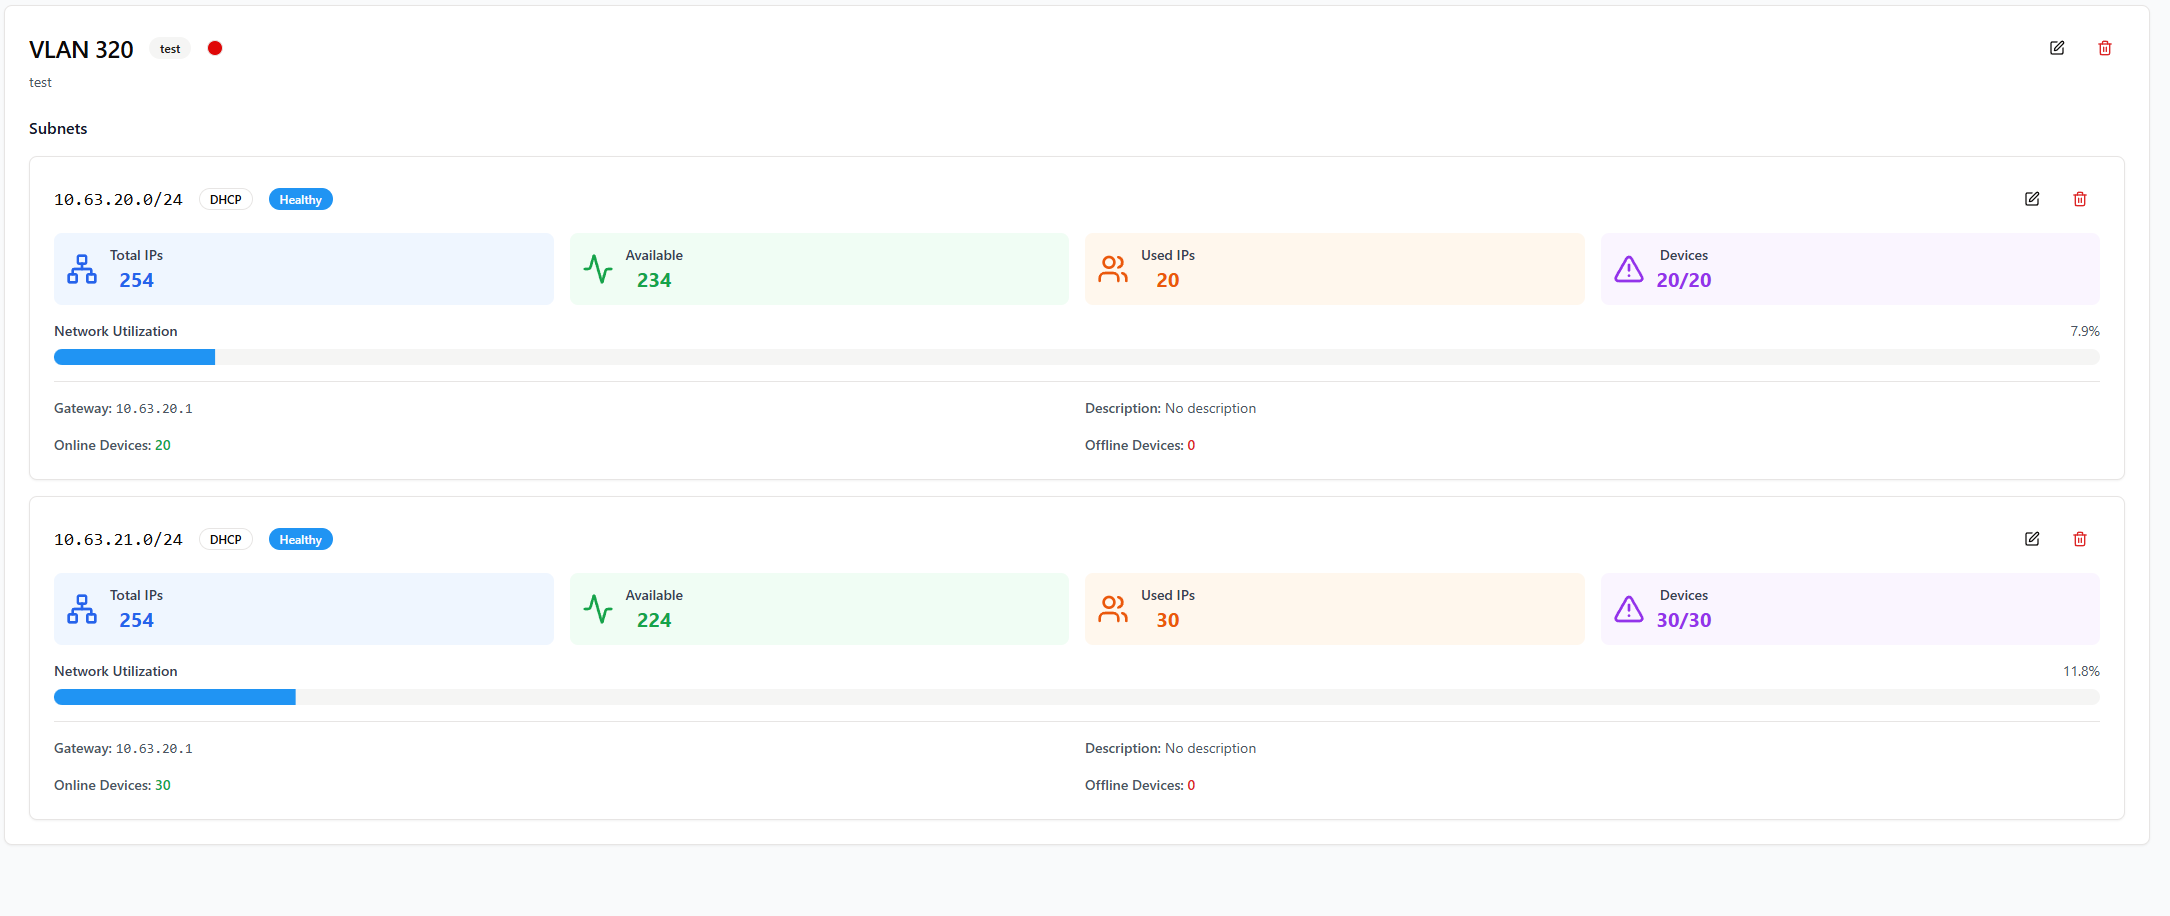 VLAN 320 test
test
Subnets
10.63.20.0/24 DHCP Healthy
Total IPs
254
Available
234
Used IPs
20
Devices
20/20
Network Utilization 7.9%
Gateway: 10.63.20.1 Description: No description
Online Devices: 20 Offline Devices: 0
10.63.21.0/24 DHCP Healthy
Total IPs
254
Available
224
Used IPs
30
Devices
30/30
Network Utilization 11.8%
Gateway: 10.63.20.1 Description: No description
Online Devices: 30 Offline Devices: 0